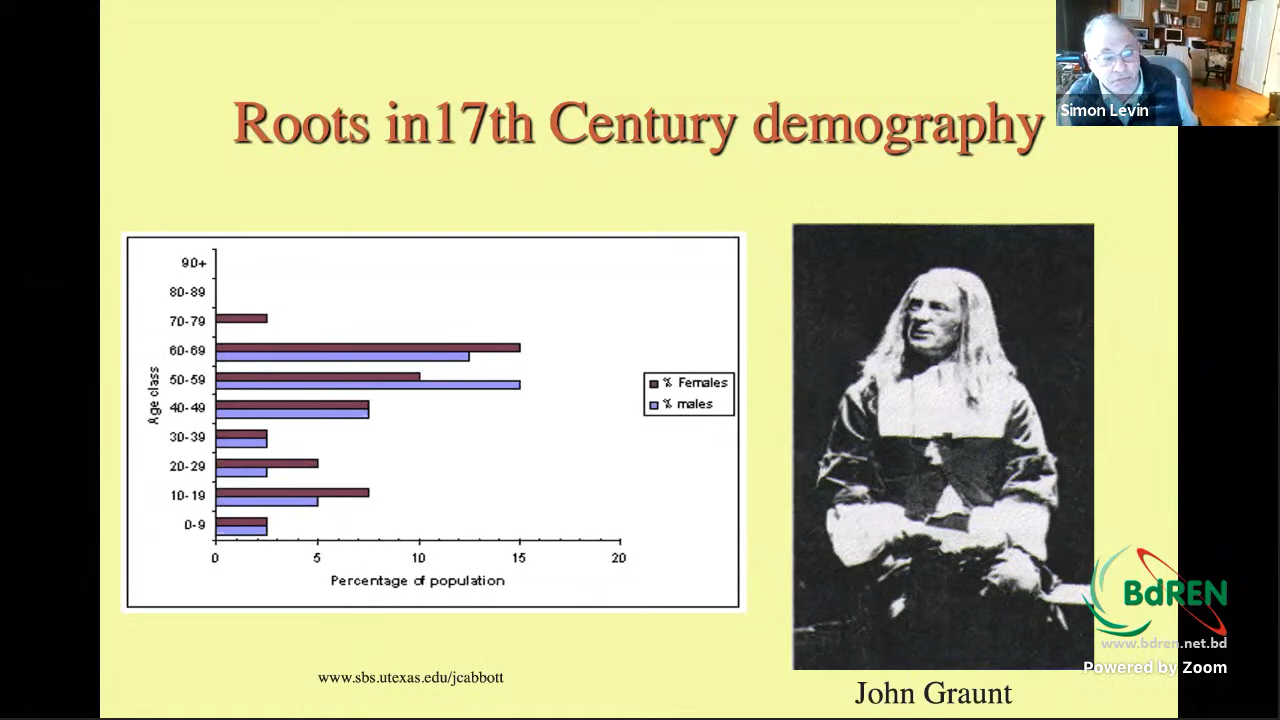 Roots in17th Century demography
Simon Levin
90+
80-89
70-79
60-69
50-59
40-49
30-39
20-29
10-19
0-9
Age class
0 5 10 15 20
Percentage of population
% Females
% males
www.sbs.utexas.edu/jcabbott
John Graunt
BdREN
www.bdren.net.bd
Powered by Zoom